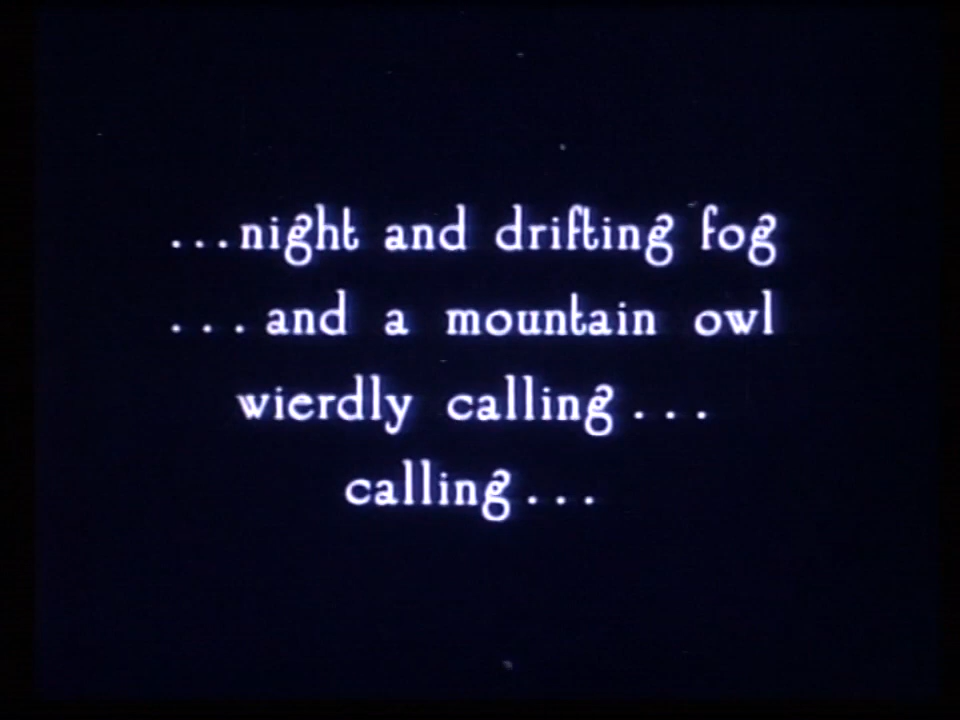 ...night and drifting fog
...and a mountain owl
wierdly calling...
calling...